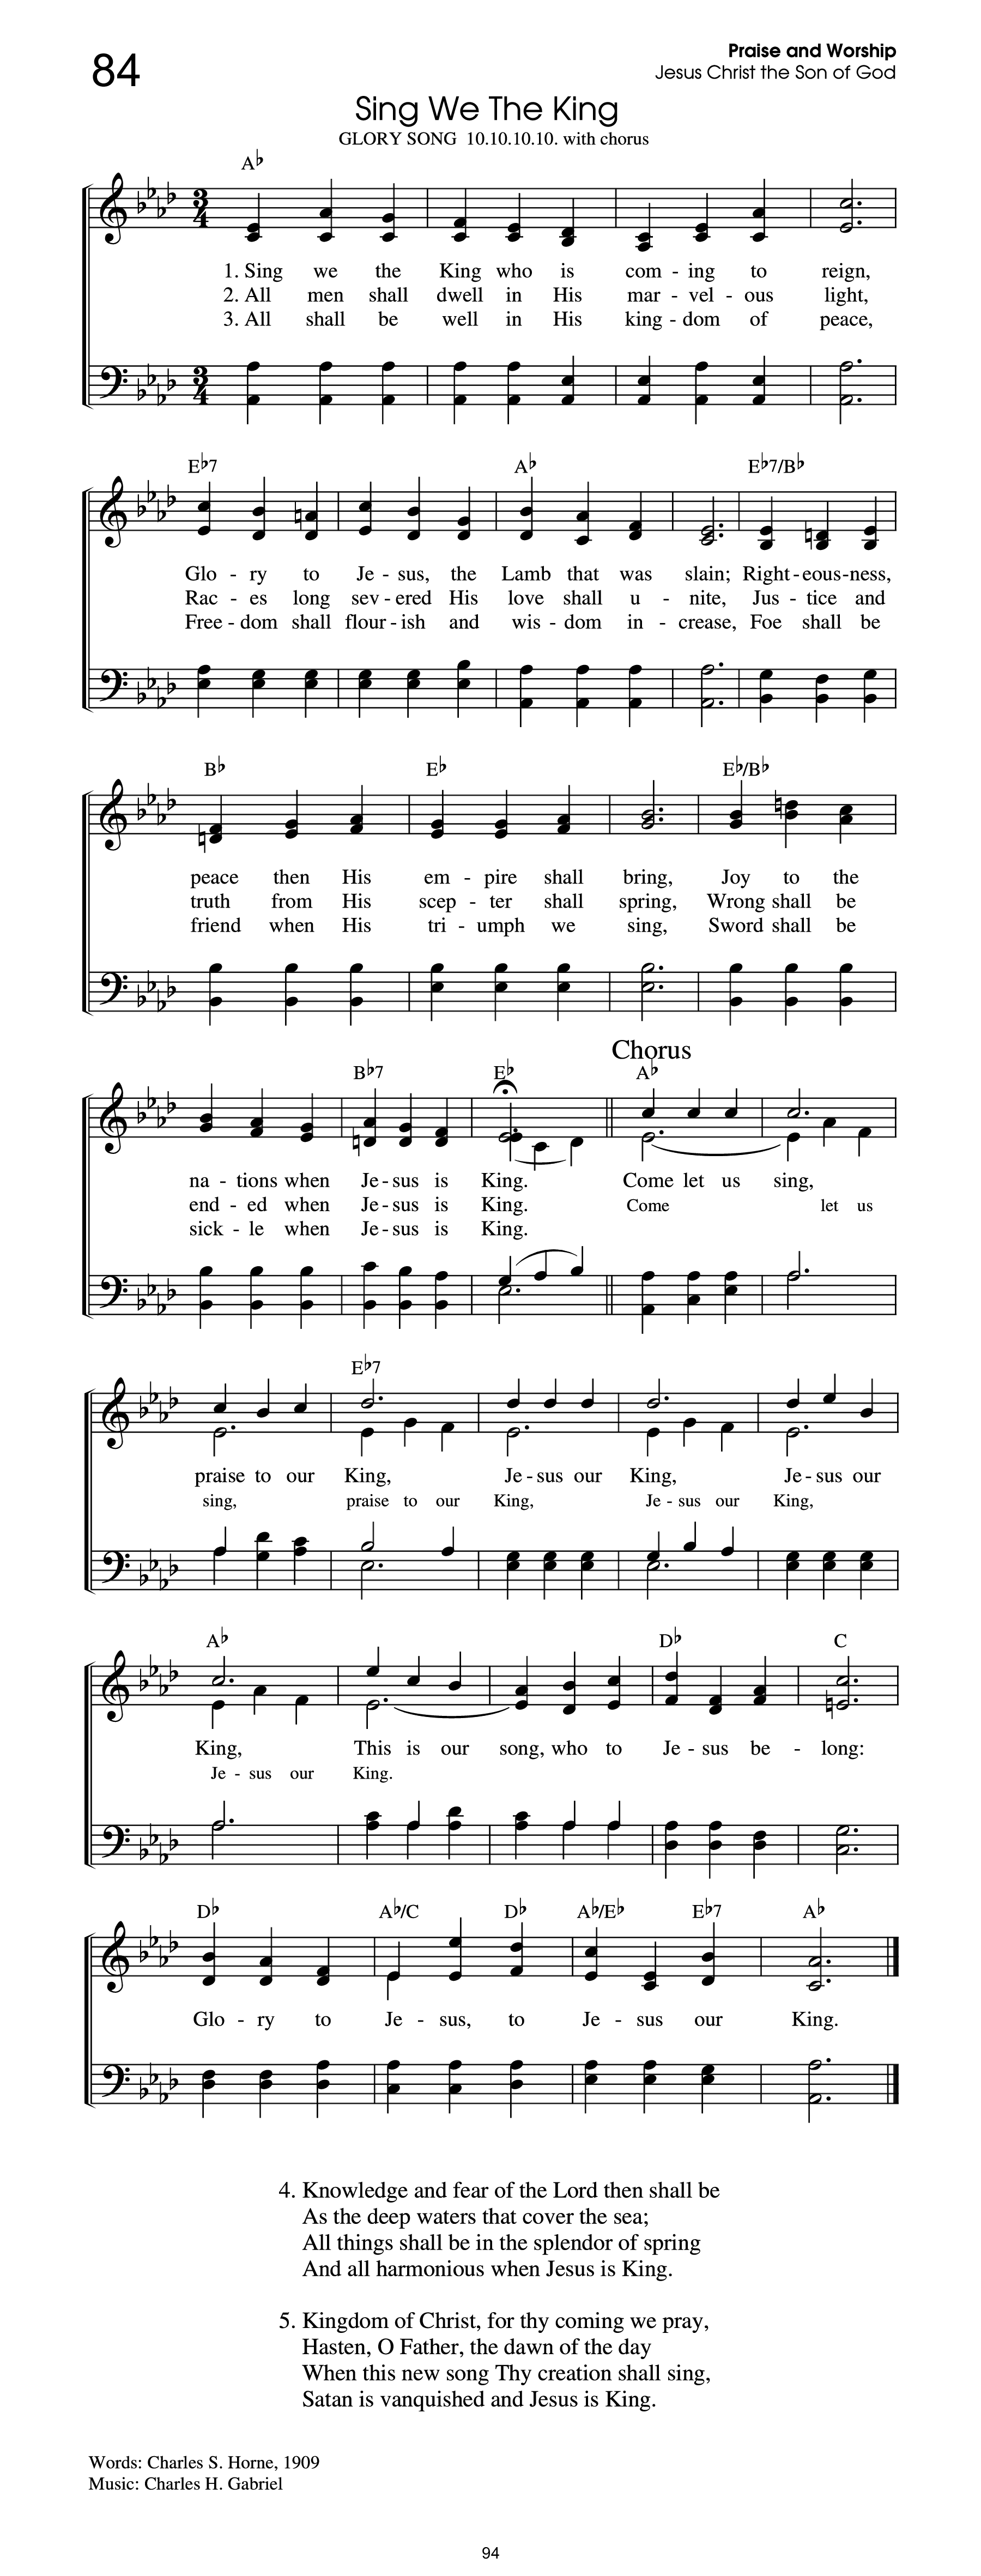 84
Praise and Worship
Jesus Christ the Son of God
Sing We The King
GLORY SONG 10.10.10.10. with chorus
A♭
3 4
1. Sing we the King who is com - ing to reign,
2. All men shall dwell in His mar - vel - ous light,
3. All shall be well in His king - dom of peace,
3 4
E♭7 A♭ E♭7/B♭
Glo - ry to Je - sus, the Lamb that was slain; Right - eous - ness,
Rac - es long sev - ered His love shall u - nite, Jus - tice and
Free - dom shall flour - ish and wis - dom in - crease, Foe shall be
B♭ E♭ E♭/B♭
peace then His em - pire shall bring, Joy to the
truth from His scep - ter shall spring, Wrong shall be
friend when His tri - umph we sing, Sword shall be
Chorus
B♭7 E♭ A♭
na - tions when Je - sus is King. Come let us sing,
end - ed when Je - sus is King. Come let us
sick - le when Je - sus is King.
E♭7
praise to our King, Je - sus our King, Je - sus our
sing, praise to our King, Je - sus our King,
A♭ D♭ C
King, This is our song, who to Je - sus be - long:
Je - sus our King.
D♭ A♭/C D♭ A♭/E♭ E♭7 A♭
Glo - ry to Je - sus, to Je - sus our King.
4. Knowledge and fear of the Lord then shall be
As the deep waters that cover the sea;
All things shall be in the splendor of spring
And all harmonious when Jesus is King.
5. Kingdom of Christ, for thy coming we pray,
Hasten, O Father, the dawn of the day
When this new song Thy creation shall sing,
Satan is vanquished and Jesus is King.
Words: Charles S. Horne, 1909
Music: Charles H. Gabriel
94